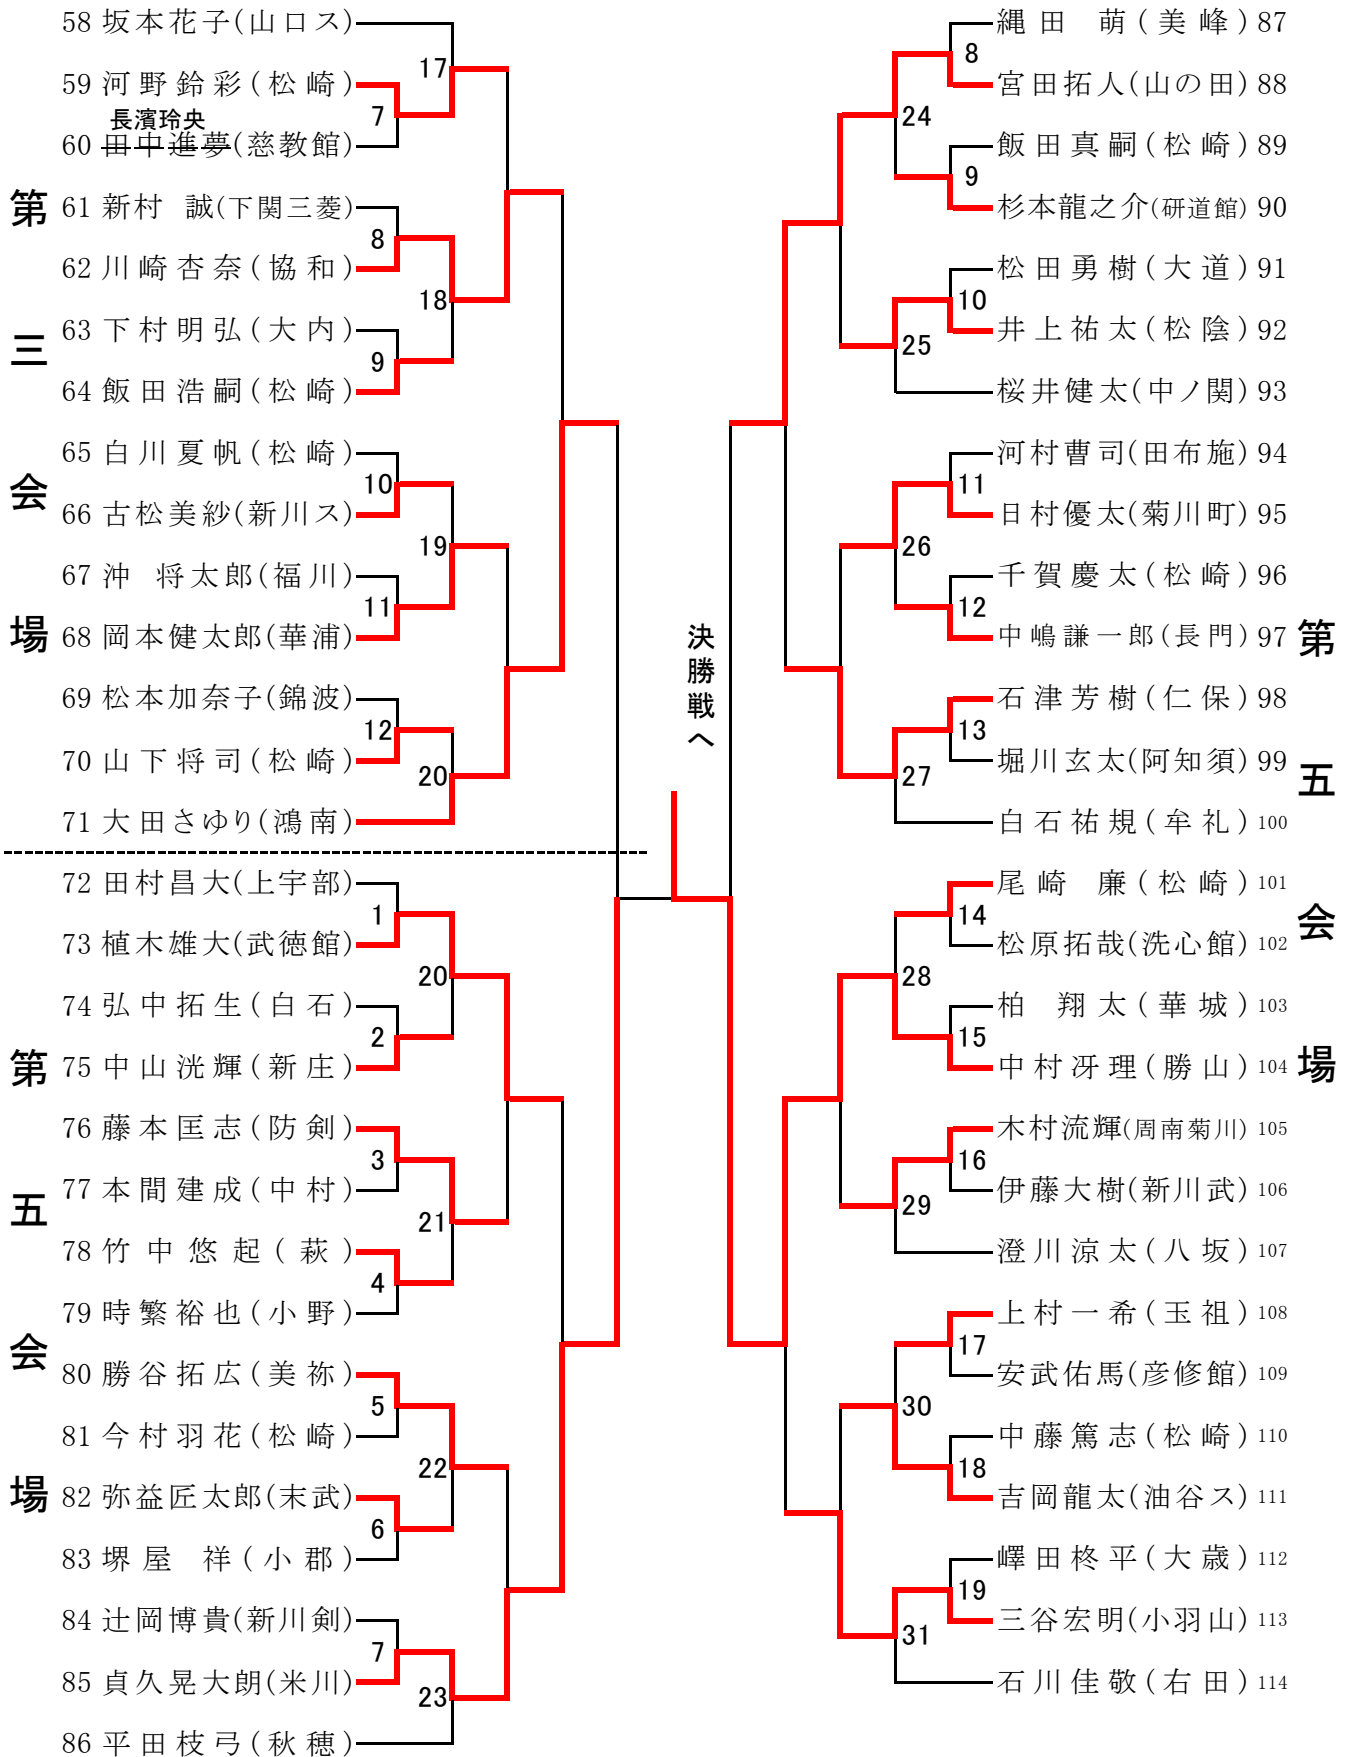 58 坂本花子(山口ス)
17
59 河野鈴彩(松崎)
7
長濱玲央
60 田中進夢(慈教館)
第
61 新村 誠(下関三菱)
8
62 川崎杏奈(協和)
18
三
63 下村明弘(大内)
9
64 飯田浩嗣(松崎)
65 白川夏帆(松崎)
会
10
66 古松美紗(新川ス)
19
67 沖 将太郎(福川)
11
場
68 岡本健太郎(華浦)
69 松本加奈子(錦波)
12
70 山下将司(松崎)
20
71 大田さゆり(鴻南)
72 田村昌大(上宇部)
1
73 植木雄大(武徳館)
20
74 弘中拓生(白石)
2
第
75 中山洸輝(新庄)
76 藤本匡志(防剣)
3
77 本間建成(中村)
五
21
78 竹中悠起(萩)
4
79 時繁裕也(小野)
会
80 勝谷拓広(美祢)
5
81 今村羽花(松崎)
22
場
82 弥益匠太郎(末武)
6
83 堺屋 祥(小郡)
84 辻岡博貴(新川剣)
7
85 貞久晃大朗(米川)
23
86 平田枝弓(秋穂)
決勝戦へ
縄田 萌(美峰) 87
8
宮田拓人(山の田) 88
24
飯田真嗣(松崎) 89
9
杉本龍之介(研道館) 90
松田勇樹(大道) 91
10
井上祐太(松陰) 92
25
桜井健太(中ノ関) 93
河村曹司(田布施) 94
11
日村優太(菊川町) 95
26
千賀慶太(松崎) 96
12
中嶋謙一郎(長門) 97
第
石津芳樹(仁保) 98
13
堀川玄太(阿知須) 99
五
27
白石祐規(牟礼) 100
尾崎 廉(松崎) 101
14
会
松原拓哉(洗心館) 102
28
柏 翔太(華城) 103
15
中村冴理(勝山) 104
場
木村流輝(周南菊川) 105
16
伊藤大樹(新川武) 106
29
澄川涼太(八坂) 107
上村一希(玉祖) 108
17
安武佑馬(彦修館) 109
30
中藤篤志(松崎) 110
18
吉岡龍太(油谷ス) 111
嶧田柊平(大歳) 112
19
三谷宏明(小羽山) 113
31
石川佳敬(右田) 114